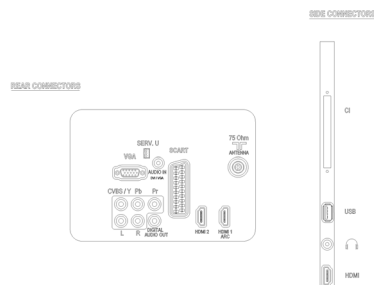 SIDE CONNECTORS
REAR CONNECTORS
CI
SERV. U
75 Ohm
ANTENNA
VGA
SCART
AUDIO IN
CVBS / Y Pb Pr
USB
L R DIGITAL
AUDIO OUT
HDMI 2
HDMI 1
ARC
HDMI